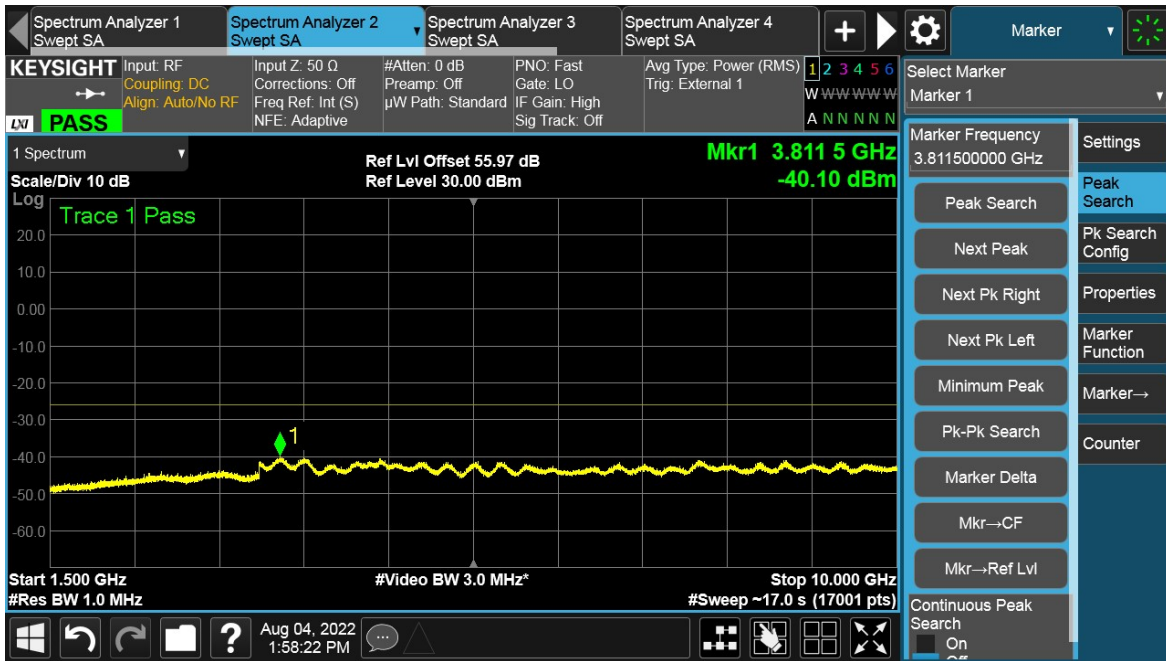 Spectrum Analyzer 1
Swept SA
Spectrum Analyzer 2
Swept SA
Spectrum Analyzer 3
Swept SA
Spectrum Analyzer 4
Swept SA
+
Marker
KEYSIGHT
LXI PASS
Input: RF
Coupling: DC
Align: Auto/No RF
Input Z: 50 Ω
Corrections: Off
Freq Ref: Int (S)
NFE: Adaptive
#Atten: 0 dB
Preamp: Off
µW Path: Standard
PNO: Fast
Gate: LO
IF Gain: High
Sig Track: Off
Avg Type: Power (RMS)
Trig: External 1
1 2 3 4 5 6
W W W W W W
A N N N N N
Select Marker
Marker 1
1 Spectrum
Scale/Div 10 dB
Ref Lvl Offset 55.97 dB
Ref Level 30.00 dBm
Mkr1 3.811 5 GHz
-40.10 dBm
Log
Trace 1 Pass
20.0
10.0
0.00
-10.0
-20.0
-30.0
-40.0
-50.0
-60.0
1
Start 1.500 GHz
#Res BW 1.0 MHz
#Video BW 3.0 MHz*
Stop 10.000 GHz
#Sweep ~17.0 s (17001 pts)
Marker Frequency
3.811500000 GHz
Peak Search
Next Peak
Next Pk Right
Next Pk Left
Minimum Peak
Pk-Pk Search
Marker Delta
Mkr→CF
Mkr→Ref Lvl
Continuous Peak
Search
On
Off
Settings
Peak
Search
Pk Search
Config
Properties
Marker
Function
Marker→
Counter
?
Aug 04, 2022
1:58:22 PM